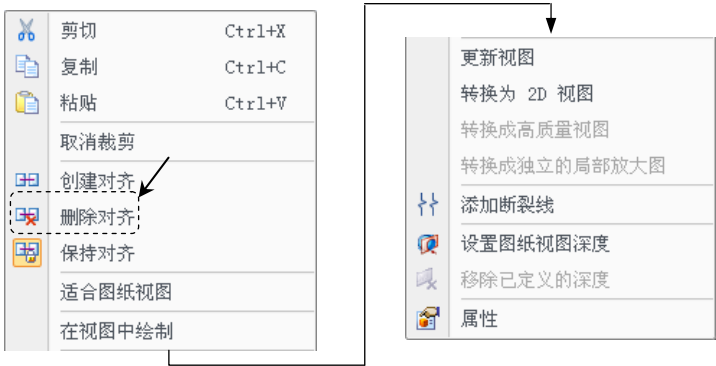 剪切 Ctrl+X
复制 Ctrl+C
粘贴 Ctrl+V
取消裁剪
创建对齐
删除对齐
保持对齐
适合图纸视图
在视图中绘制
更新视图
转换为 2D 视图
转换成高质量视图
转换成独立的局部放大图
添加断裂线
设置图纸视图深度
移除已定义的深度
属性